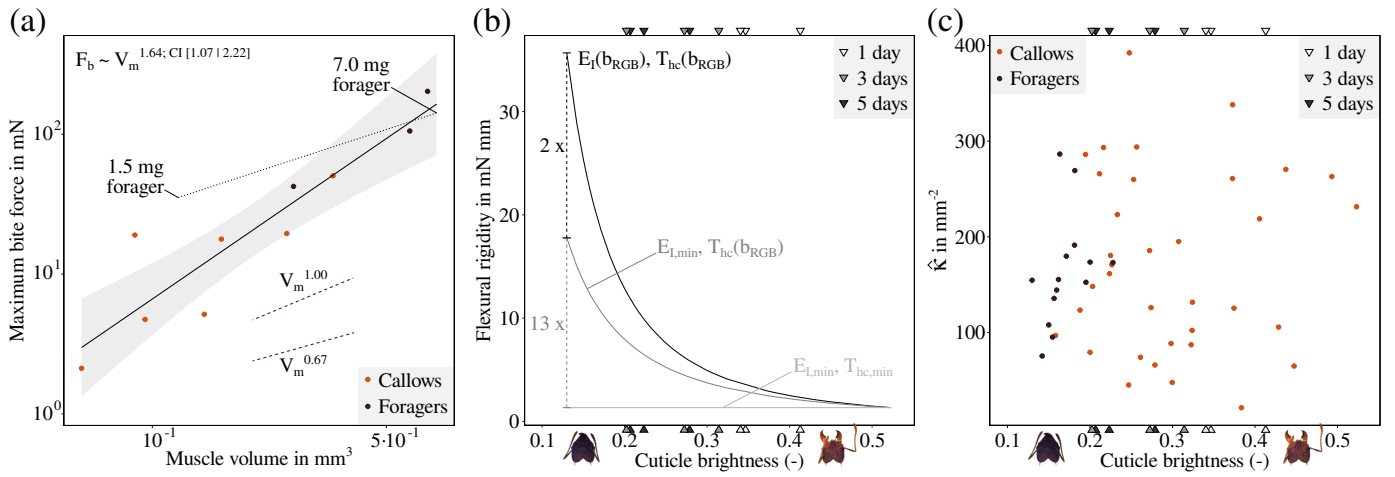 (a)
F_b ~ V_m^1.64; CI [1.07 | 2.22]
7.0 mg
forager
1.5 mg
forager
V_m^1.00
V_m^0.67
Callows
Foragers
Maximum bite force in mN
10^2
10^1
10^0
10^-1
5·10^-1
Muscle volume in mm^3
(b)
E_I(b_RGB), T_hc(b_RGB)
1 day
3 days
5 days
2 x
E_I,min, T_hc(b_RGB)
13 x
E_I,min, T_hc,min
Flexural rigidity in mN mm
30
20
10
0
0.1 0.2 0.3 0.4 0.5
Cuticle brightness (-)
(c)
Callows
Foragers
1 day
3 days
5 days
κ̂ in mm^-2
400
300
200
100
0.1 0.2 0.3 0.4 0.5
Cuticle brightness (-)